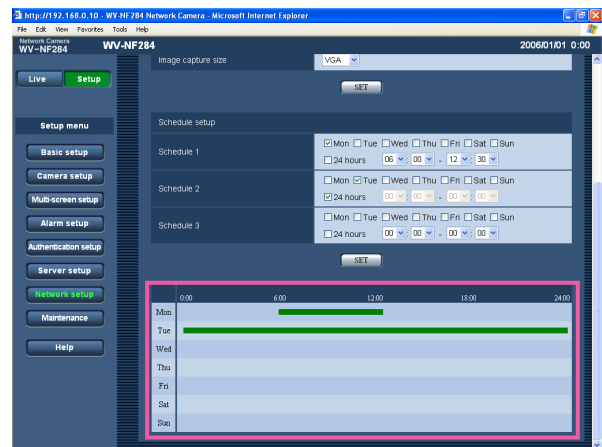 http://192.168.0.10 - WV-NF284 Network Camera - Microsoft Internet Explorer
File Edit View Favorites Tools Help
Network Camera
WV-NF284
WV-NF284
2006/01/01 0:00
Live Setup
Image capture size VGA
SET
Setup menu
Schedule setup
Basic setup
Camera setup
Multi-screen setup
Alarm setup
Authentication setup
Server setup
Network setup
Maintenance
Help
Schedule 1
Mon Tue Wed Thu Fri Sat Sun
24 hours 06 : 00 - 12 : 30
Schedule 2
Mon Tue Wed Thu Fri Sat Sun
24 hours 00 : 00 - 00 : 00
Schedule 3
Mon Tue Wed Thu Fri Sat Sun
24 hours 00 : 00 - 00 : 00
SET
0:00 6:00 12:00 18:00 24:00
Mon
Tue
Wed
Thu
Fri
Sat
Sun